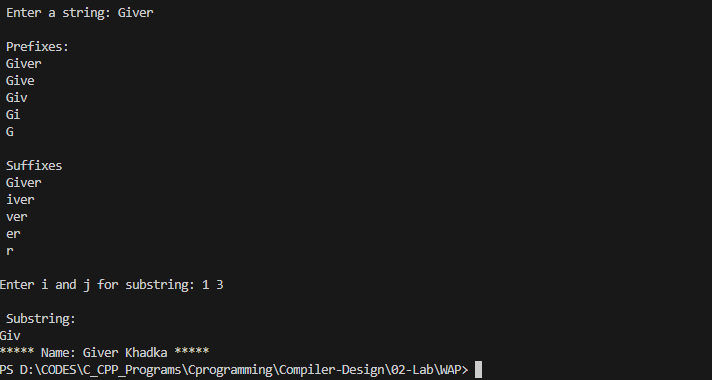 Enter a string: Giver
Prefixes:
Giver
Give
Giv
Gi
G
Suffixes
Giver
iver
ver
er
r
Enter i and j for substring: 1 3
Substring:
Giv
***** Name: Giver Khadka *****
PS D:\CODES\C_CPP_Programs\Cprogramming\Compiler-Design\02-Lab\WAP>